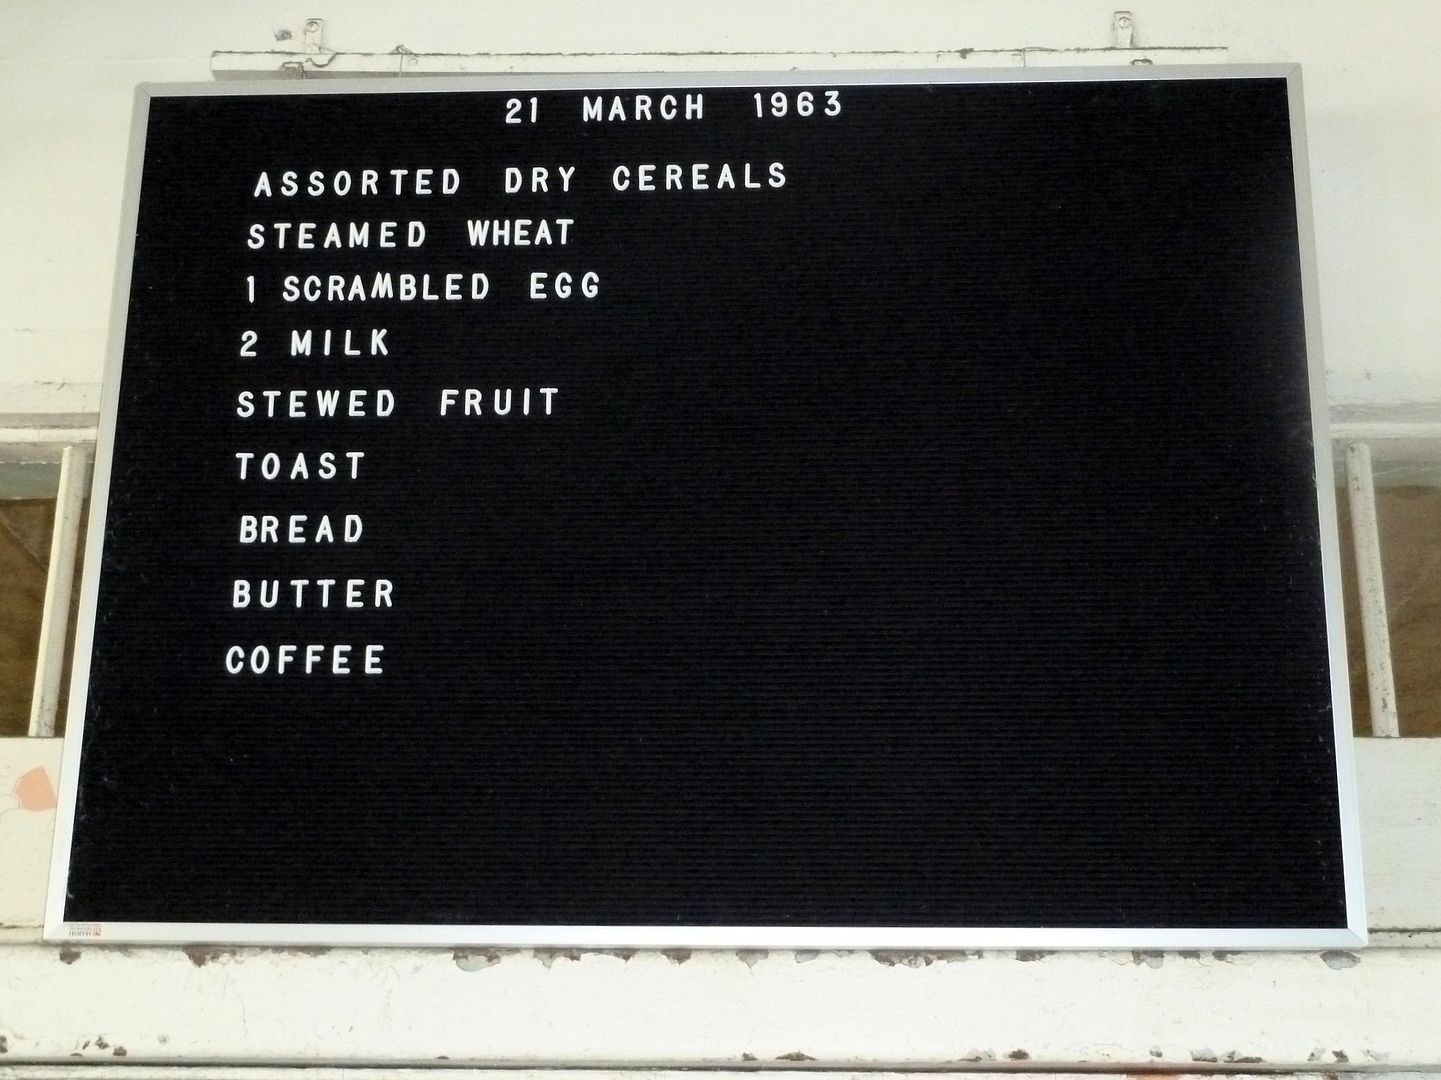 21 MARCH 1963
ASSORTED DRY CEREALS
STEAMED WHEAT
1 SCRAMBLED EGG
2 MILK
STEWED FRUIT
TOAST
BREAD
BUTTER
COFFEE